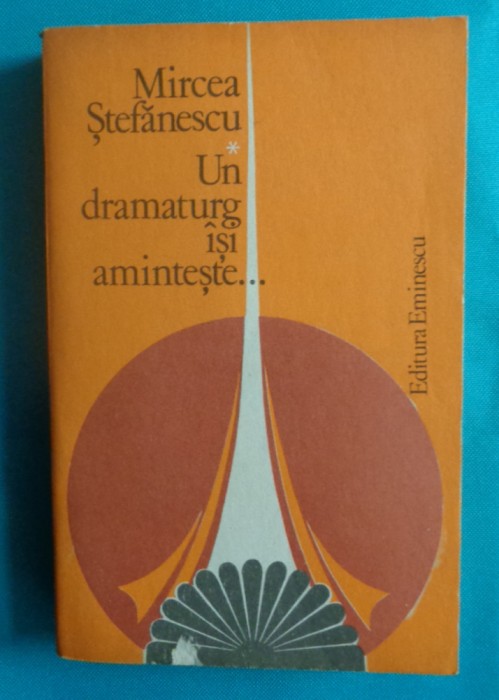 Mircea
Ștefănescu
*
Un
dramaturg
își
amintește...
Editura Eminescu